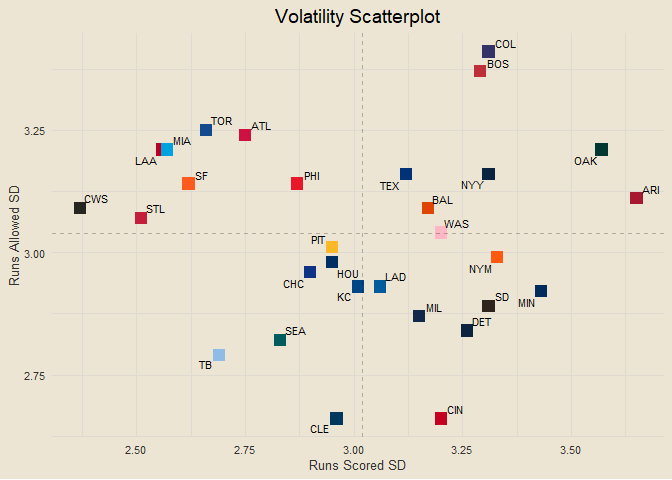 Volatility Scatterplot
COL
BOS
TOR
ATL
3.25
MIA
LAA
OAK
SF
PHI
TEX
NYY
ARI
CWS
STL
BAL
WAS
Runs Allowed SD
PIT
3.00
NYM
HOU
CHC
LAD
KC
SD
MIN
MIL
DET
SEA
TB
2.75
CIN
CLE
2.50
2.75
3.00
3.25
3.50
Runs Scored SD